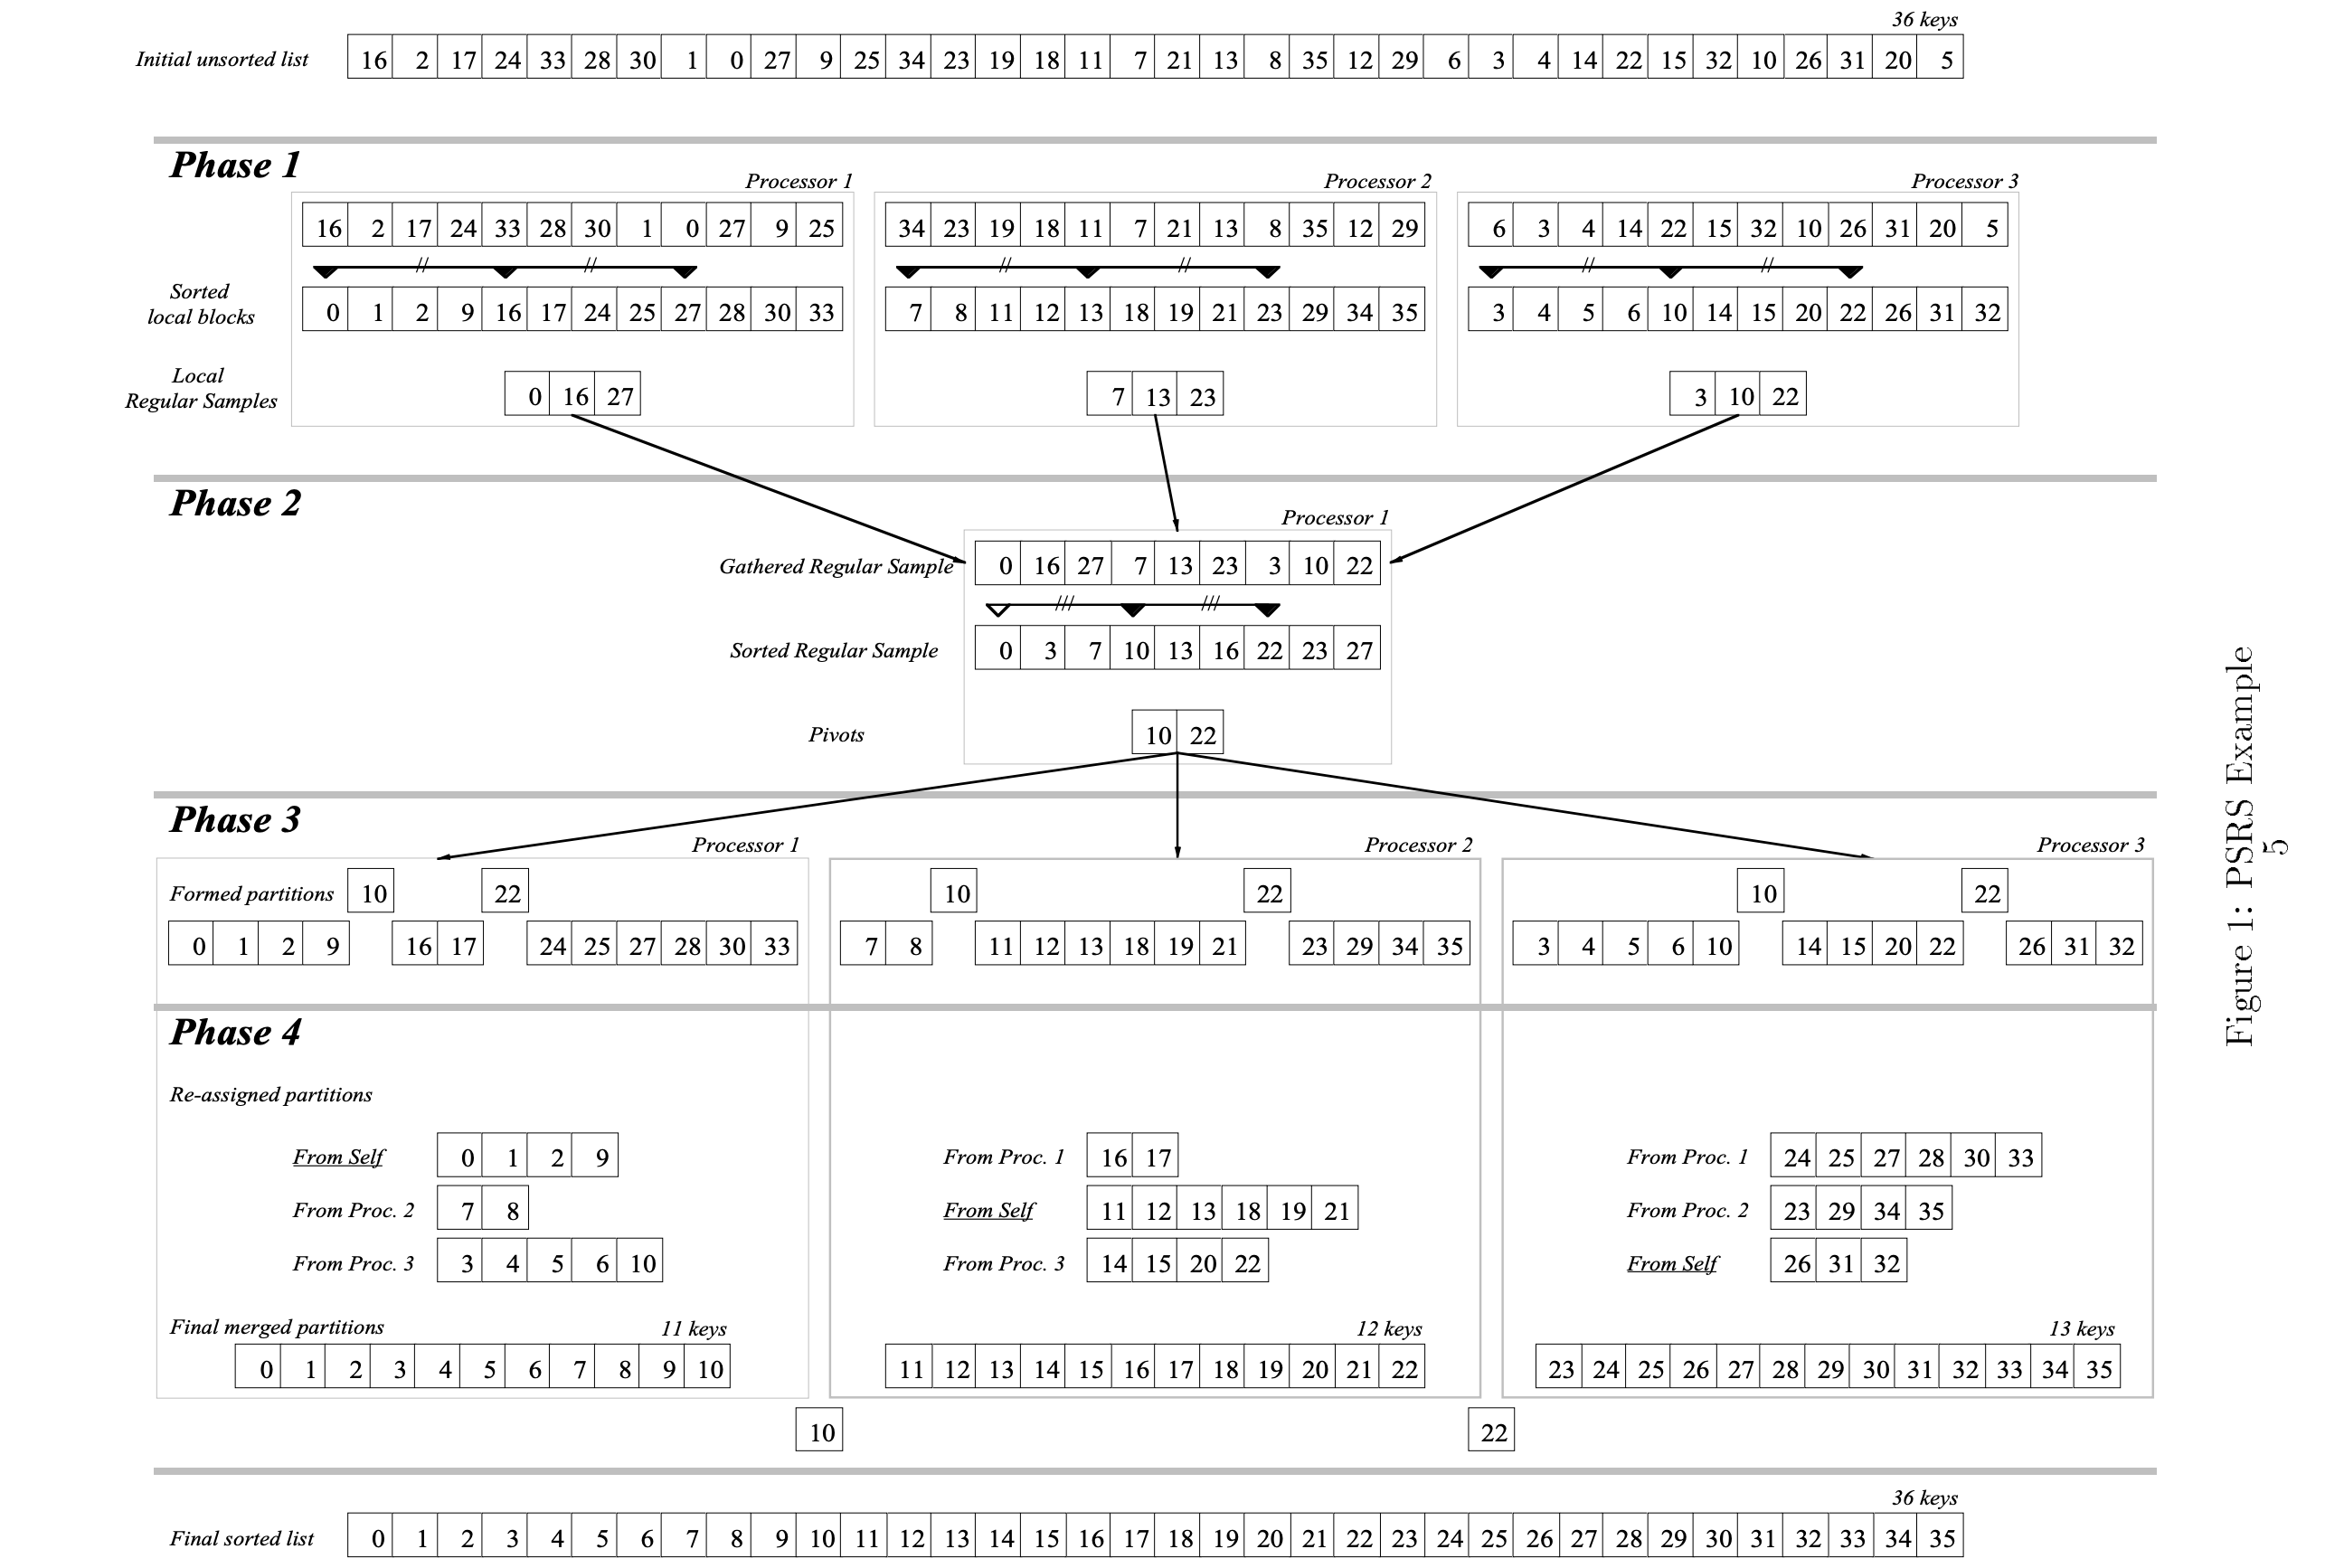 36 keys
Initial unsorted list 16 2 17 24 33 28 30 1 0 27 9 25 34 23 19 18 11 7 21 13 8 35 12 29 6 3 4 14 22 15 32 10 26 31 20 5
Phase 1
Processor 1 Processor 2 Processor 3
16 2 17 24 33 28 30 1 0 27 9 25 34 23 19 18 11 7 21 13 8 35 12 29 6 3 4 14 22 15 32 10 26 31 20 5
Sorted
local blocks
0 1 2 9 16 17 24 25 27 28 30 33 7 8 11 12 13 18 19 21 23 29 34 35 3 4 5 6 10 14 15 20 22 26 31 32
Local
Regular Samples
0 16 27 7 13 23 3 10 22
Phase 2
Processor 1
Gathered Regular Sample 0 16 27 7 13 23 3 10 22
Sorted Regular Sample 0 3 7 10 13 16 22 23 27
Pivots 10 22
Phase 3
Processor 1 Processor 2 Processor 3
Formed partitions 10 22 10 22 10 22
0 1 2 9 16 17 24 25 27 28 30 33 7 8 11 12 13 18 19 21 23 29 34 35 3 4 5 6 10 14 15 20 22 26 31 32
Phase 4
Re-assigned partitions
From Self 0 1 2 9 From Proc. 1 16 17 From Proc. 1 24 25 27 28 30 33
From Proc. 2 7 8 From Self 11 12 13 18 19 21 From Proc. 2 23 29 34 35
From Proc. 3 3 4 5 6 10 From Proc. 3 14 15 20 22 From Self 26 31 32
Final merged partitions 11 keys 12 keys 13 keys
0 1 2 3 4 5 6 7 8 9 10 11 12 13 14 15 16 17 18 19 20 21 22 23 24 25 26 27 28 29 30 31 32 33 34 35
10 22
36 keys
Final sorted list 0 1 2 3 4 5 6 7 8 9 10 11 12 13 14 15 16 17 18 19 20 21 22 23 24 25 26 27 28 29 30 31 32 33 34 35
Figure 1: PSRS Example
5